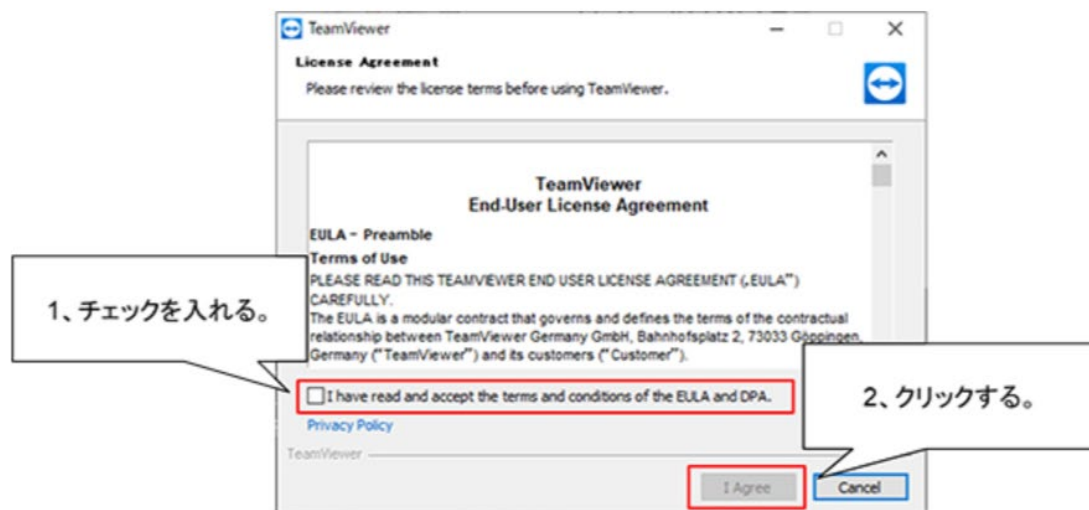 TeamViewer
License Agreement
Please review the license terms before using TeamViewer.
TeamViewer
End-User License Agreement
EULA - Preamble
Terms of Use
PLEASE READ THIS TEAMVIEWER END USER LICENSE AGREEMENT („EULA")
CAREFULLY.
The EULA is a modular contract that governs and defines the terms of the contractual
relationship between TeamViewer Germany GmbH, Bahnhofsplatz 2, 73033 Göppingen,
Germany ("TeamViewer") and its customers ("Customer").
1、チェックを入れる。
I have read and accept the terms and conditions of the EULA and DPA.
2、クリックする。
Privacy Policy
TeamViewer
I Agree
Cancel